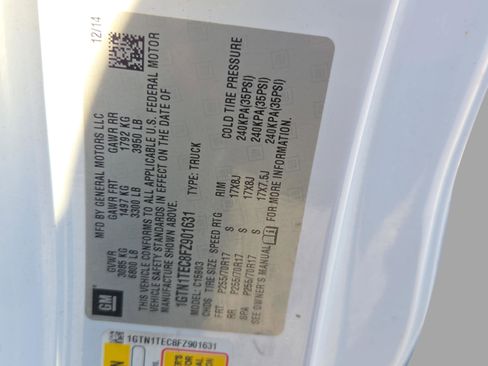 12/14
GM
MFD BY GENERAL MOTORS LLC
GVWR GAWR FRT GAWR RR
3085 KG 1497 KG 1792 KG
6800 LB 3300 LB 3950 LB
THIS VEHICLE CONFORMS TO ALL APPLICABLE U.S. FEDERAL MOTOR
VEHICLE SAFETY STANDARDS IN EFFECT ON THE DATE OF
MANUFACTURE SHOWN ABOVE.
1GTN1TEC8FZ901631 TYPE: TRUCK
C15903
CHDS TIRE SIZE SPEED RTG RIM COLD TIRE PRESSURE
FRT P255/70R17 S 17X8J 240KPA(35PSI)
RR P255/70R17 S 17X8J 240KPA(35PSI)
SPA P255/70R17 S 17X7.5J 240KPA(35PSI)
SEE OWNER'S MANUAL FOR MORE INFORMATION.
1GTN1TEC8FZ901631